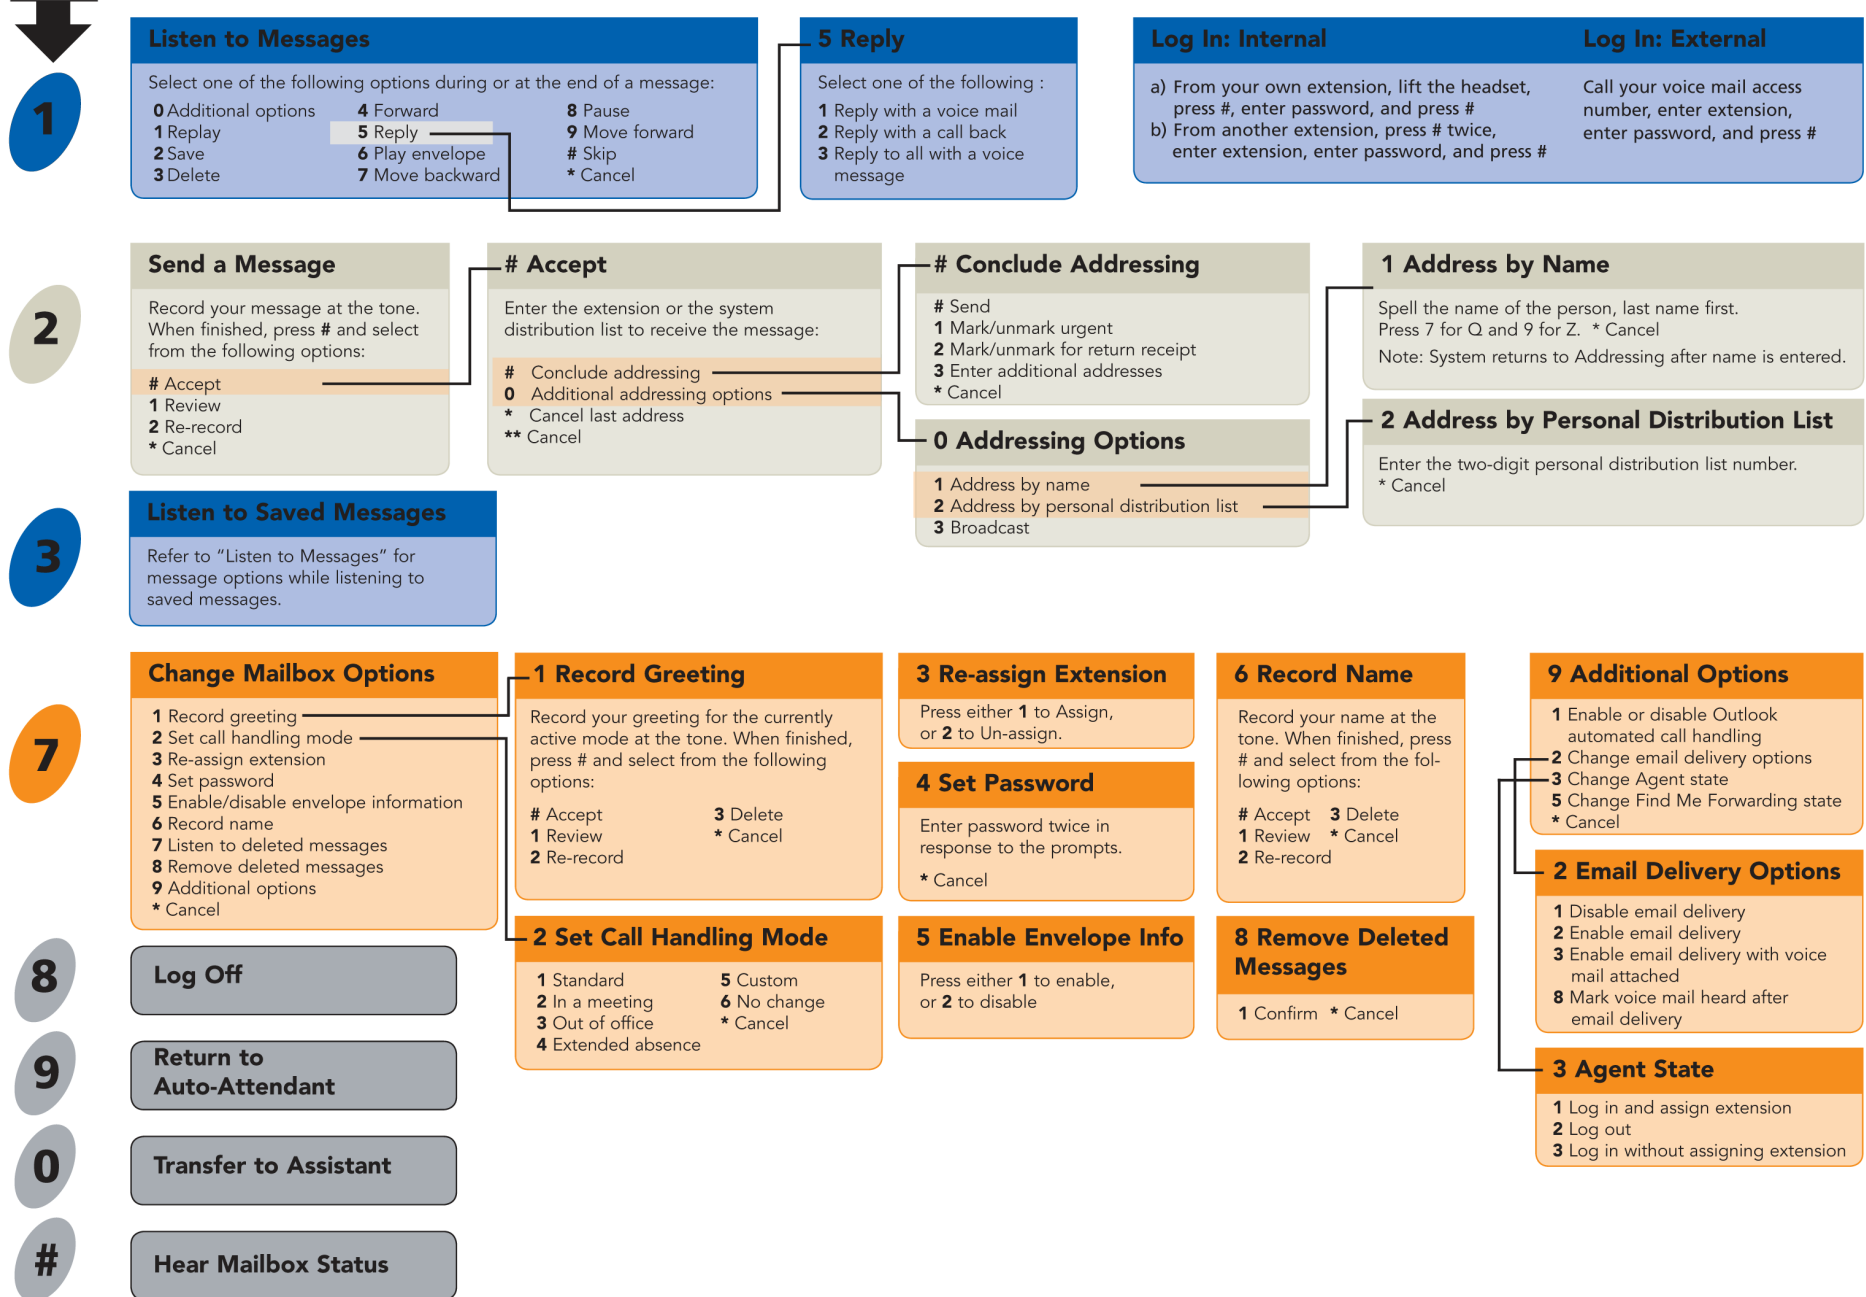 1
Listen to Messages
Select one of the following options during or at the end of a message:
0 Additional options
1 Replay
2 Save
3 Delete
4 Forward
5 Reply
6 Play envelope
7 Move backward
8 Pause
9 Move forward
# Skip
* Cancel
5 Reply
Select one of the following :
1 Reply with a voice mail
2 Reply with a call back
3 Reply to all with a voice
message
Log In: Internal
a) From your own extension, lift the headset,
press #, enter password, and press #
b) From another extension, press # twice,
enter extension, enter password, and press #
Log In: External
Call your voice mail access
number, enter extension,
enter password, and press #
2
Send a Message
Record your message at the tone.
When finished, press # and select
from the following options:
# Accept
1 Review
2 Re-record
* Cancel
# Accept
Enter the extension or the system
distribution list to receive the message:
# Conclude addressing
0 Additional addressing options
* Cancel last address
** Cancel
# Conclude Addressing
# Send
1 Mark/unmark urgent
2 Mark/unmark for return receipt
3 Enter additional addresses
* Cancel
0 Addressing Options
1 Address by name
2 Address by personal distribution list
3 Broadcast
1 Address by Name
Spell the name of the person, last name first.
Press 7 for Q and 9 for Z. * Cancel
Note: System returns to Addressing after name is entered.
2 Address by Personal Distribution List
Enter the two-digit personal distribution list number.
* Cancel
3
Listen to Saved Messages
Refer to “Listen to Messages” for
message options while listening to
saved messages.
7
Change Mailbox Options
1 Record greeting
2 Set call handling mode
3 Re-assign extension
4 Set password
5 Enable/disable envelope information
6 Record name
7 Listen to deleted messages
8 Remove deleted messages
9 Additional options
* Cancel
1 Record Greeting
Record your greeting for the currently
active mode at the tone. When finished,
press # and select from the following
options:
# Accept
1 Review
2 Re-record
3 Delete
* Cancel
2 Set Call Handling Mode
1 Standard
2 In a meeting
3 Out of office
4 Extended absence
5 Custom
6 No change
* Cancel
3 Re-assign Extension
Press either 1 to Assign,
or 2 to Un-assign.
4 Set Password
Enter password twice in
response to the prompts.
* Cancel
5 Enable Envelope Info
Press either 1 to enable,
or 2 to disable
6 Record Name
Record your name at the
tone. When finished, press
# and select from the fol-
lowing options:
# Accept
1 Review
2 Re-record
3 Delete
* Cancel
8 Remove Deleted
Messages
1 Confirm * Cancel
9 Additional Options
1 Enable or disable Outlook
automated call handling
2 Change email delivery options
3 Change Agent state
5 Change Find Me Forwarding state
* Cancel
2 Email Delivery Options
1 Disable email delivery
2 Enable email delivery
3 Enable email delivery with voice
mail attached
8 Mark voice mail heard after
email delivery
3 Agent State
1 Log in and assign extension
2 Log out
3 Log in without assigning extension
8
Log Off
9
Return to
Auto-Attendant
0
Transfer to Assistant
#
Hear Mailbox Status